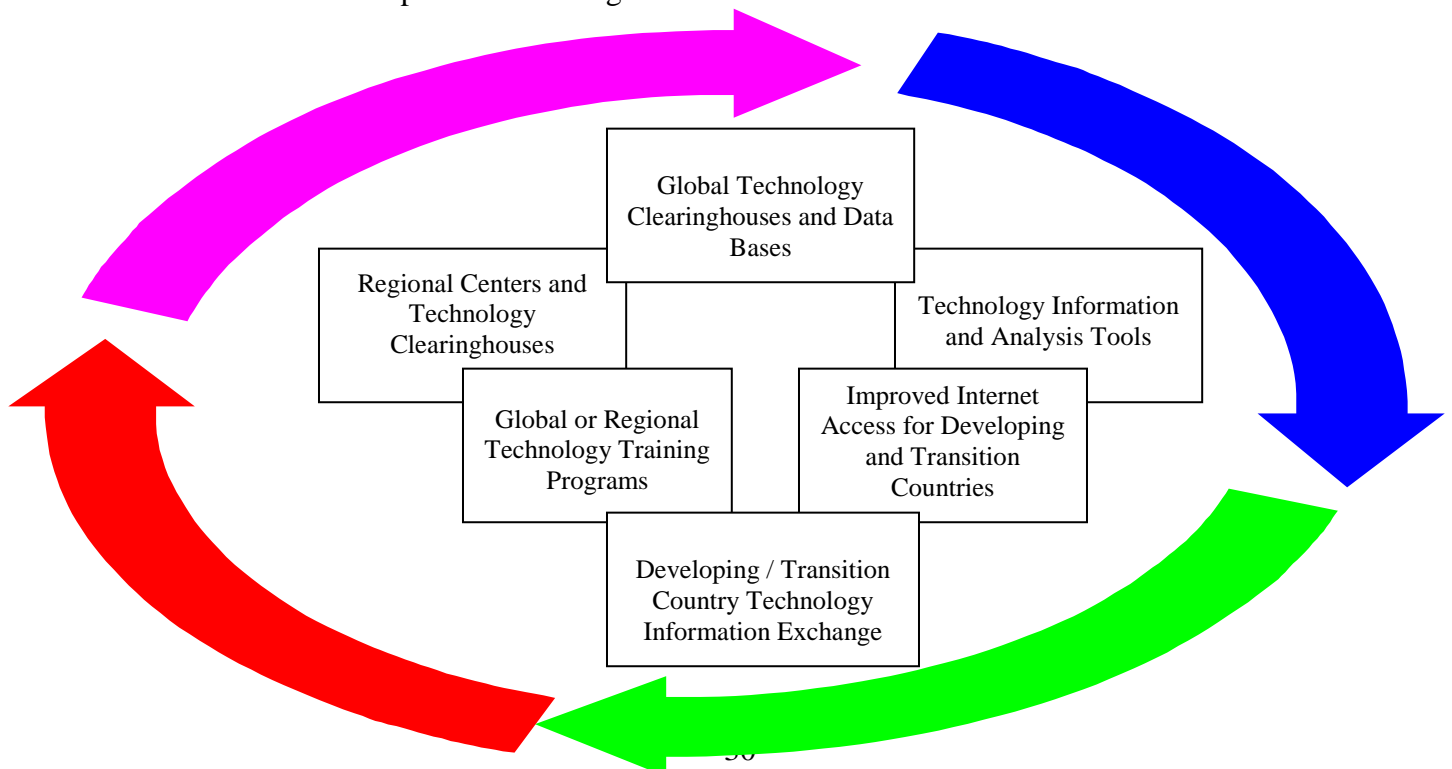 Global Technology
Clearinghouses and Data
Bases
Regional Centers and
Technology
Clearinghouses
Technology Information
and Analysis Tools
Global or Regional
Technology Training
Programs
Improved Internet
Access for Developing
and Transition
Countries
Developing / Transition
Country Technology
Information Exchange